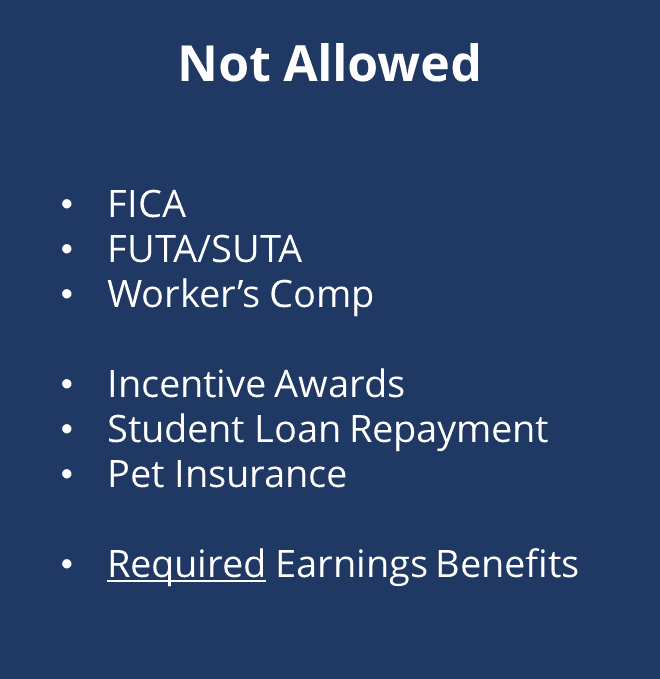 Not Allowed
• FICA
• FUTA/SUTA
• Worker’s Comp
• Incentive Awards
• Student Loan Repayment
• Pet Insurance
• Required Earnings Benefits